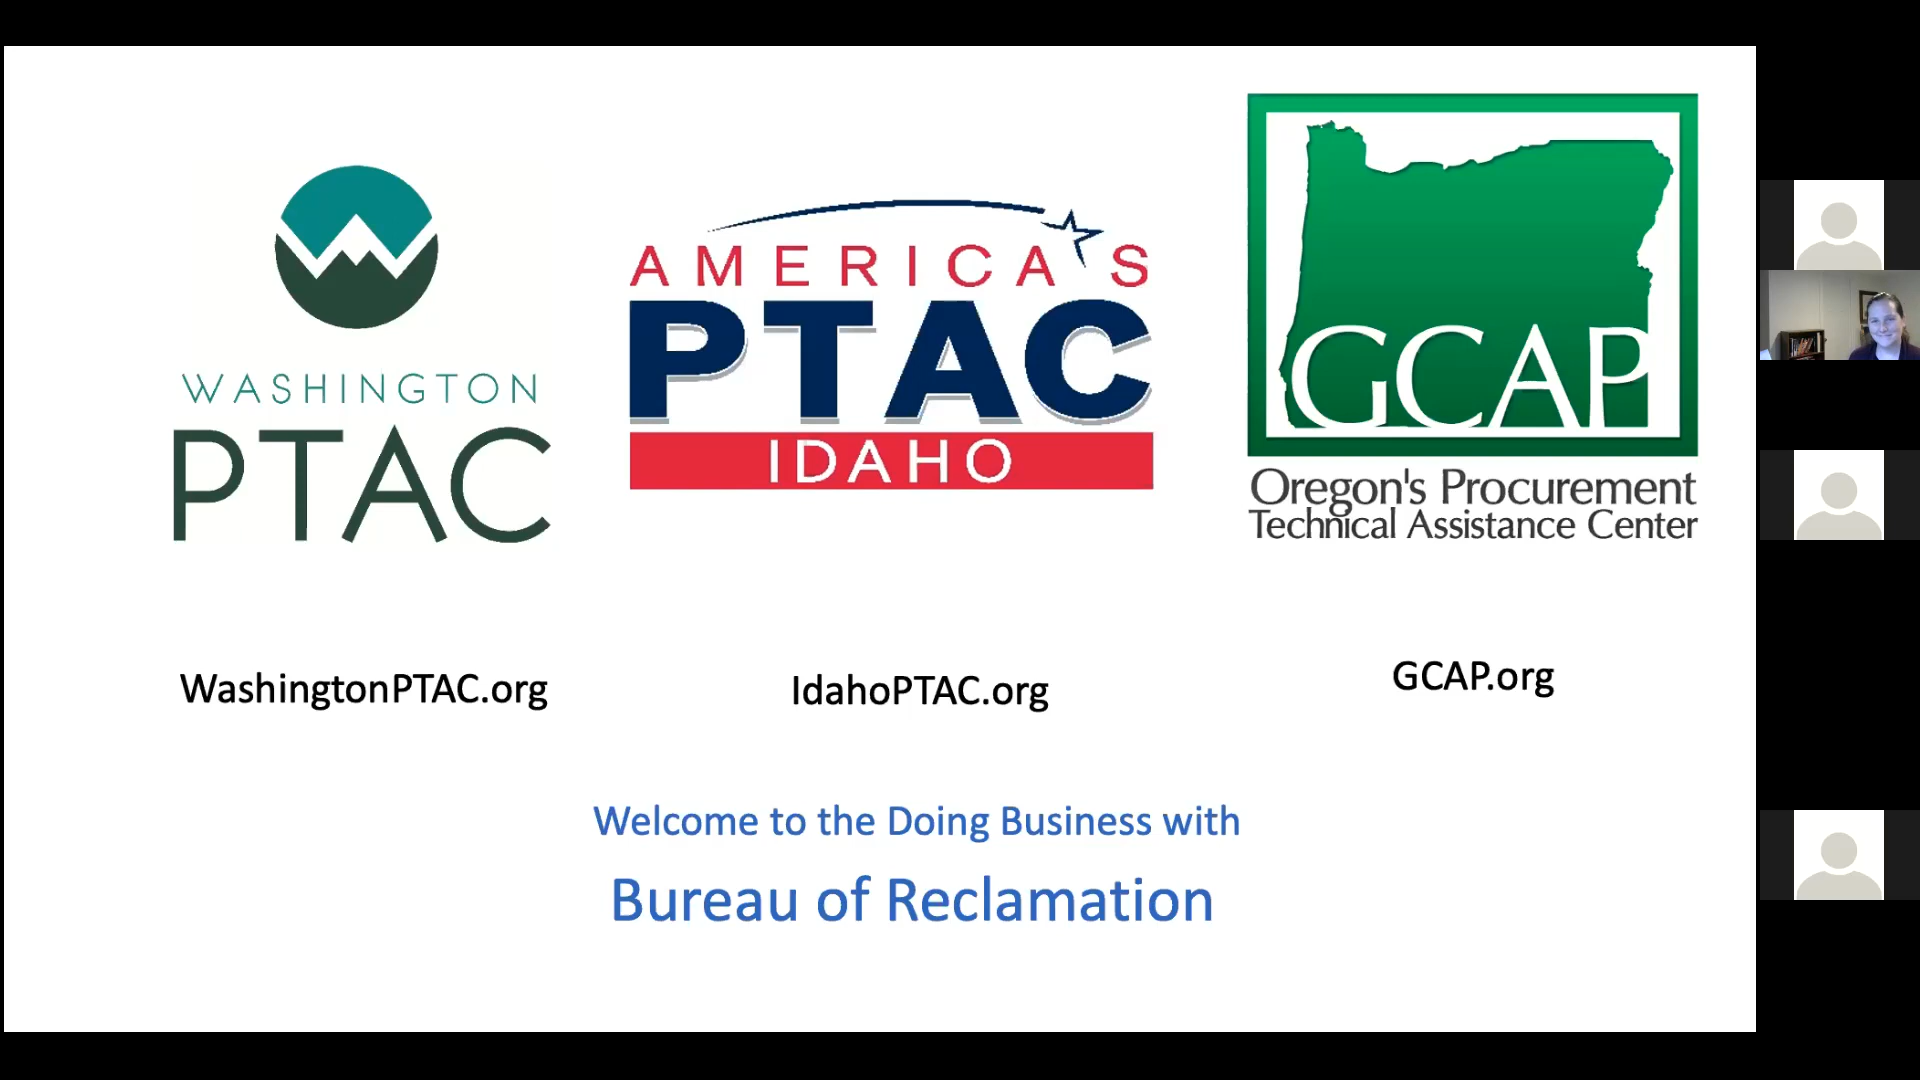 WASHINGTON
PTAC
AMERICA'S
PTAC
IDAHO
GCAP
Oregon's Procurement
Technical Assistance Center
WashingtonPTAC.org
IdahoPTAC.org
GCAP.org
Welcome to the Doing Business with
Bureau of Reclamation